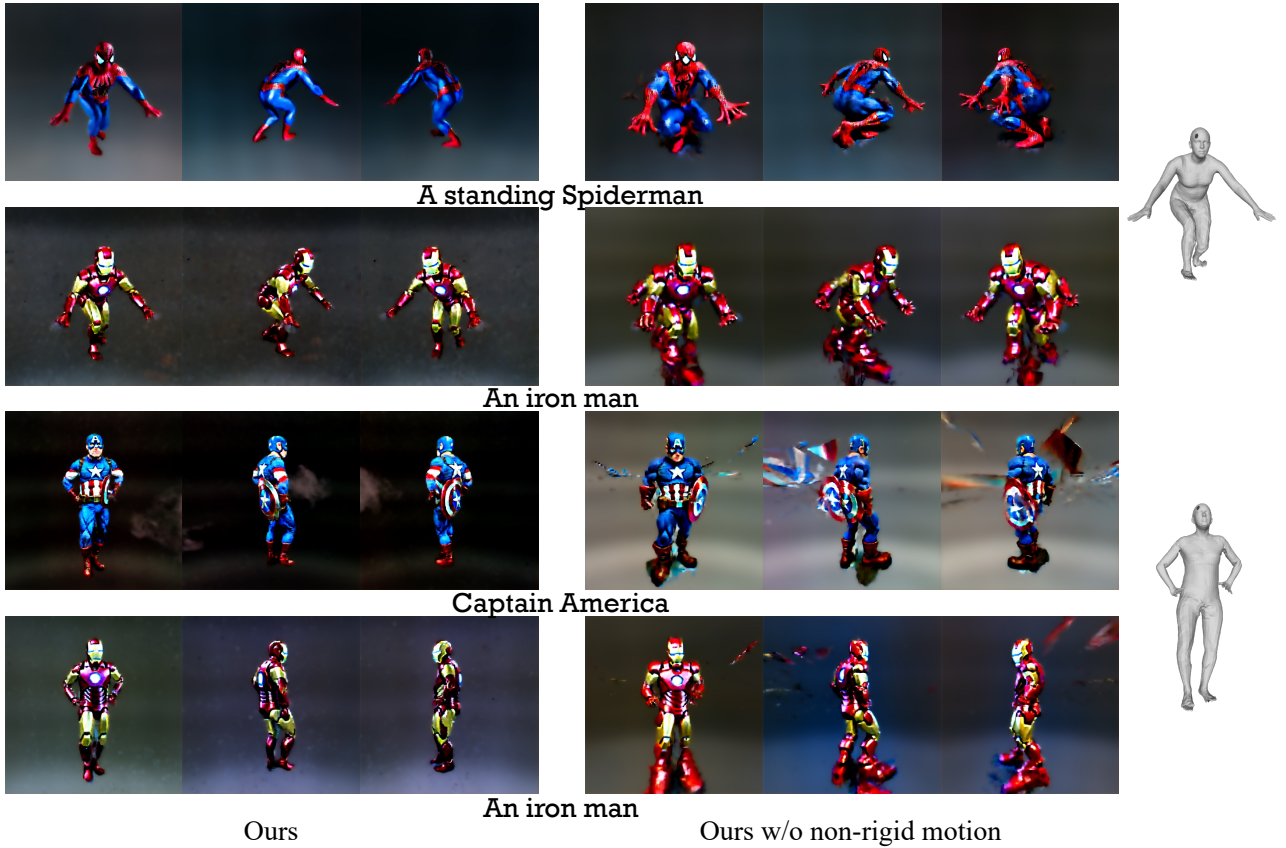 A standing Spiderman
An iron man
Captain America
An iron man
Ours
Ours w/o non-rigid motion